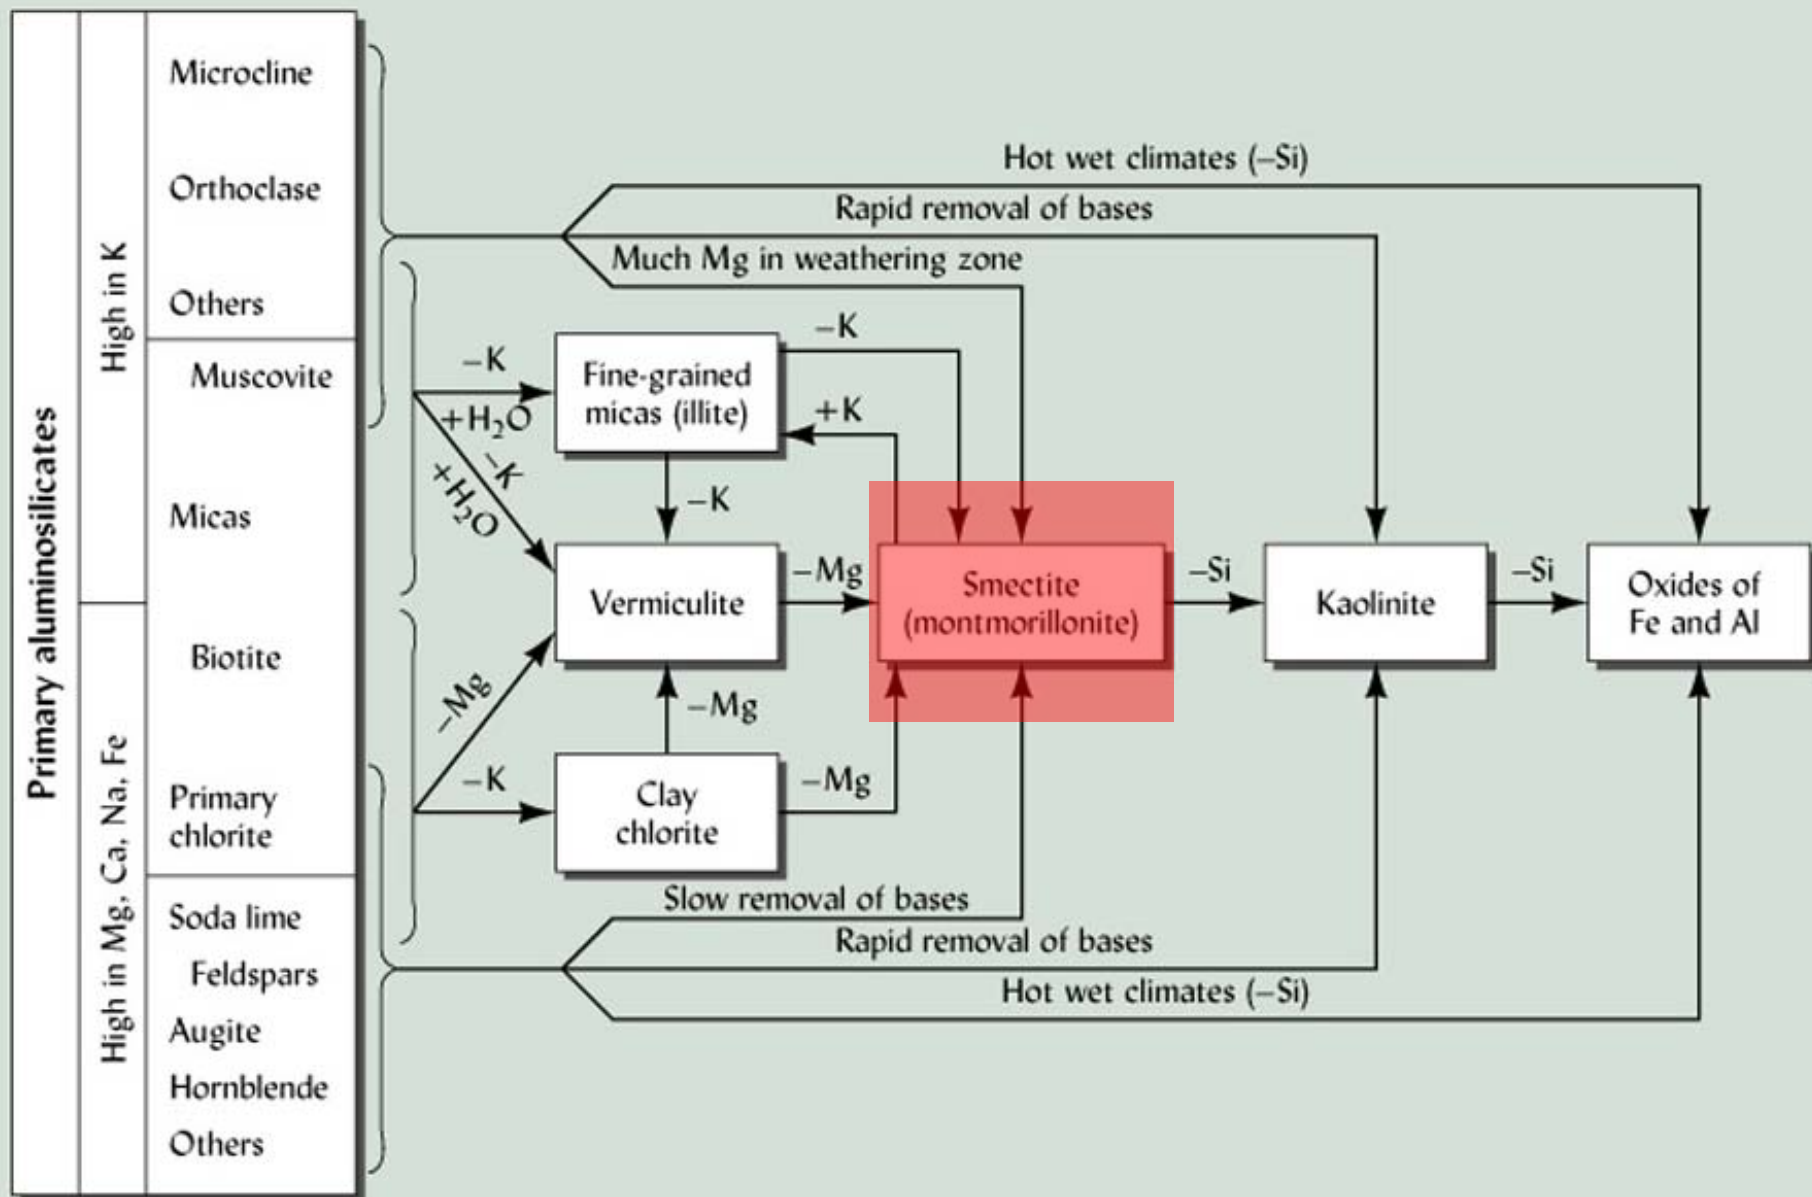 Primary aluminosilicates
High in K
High in Mg, Ca, Na, Fe
Microcline
Orthoclase
Others
Muscovite
Micas
Biotite
Primary
chlorite
Soda lime
Feldspars
Augite
Hornblende
Others
Hot wet climates (–Si)
Rapid removal of bases
Much Mg in weathering zone
–K
+H₂O
–K
+H₂O
Fine-grained
micas (illite)
–K
+K
–K
Vermiculite
–Mg
Smectite
(montmorillonite)
–Si
Kaolinite
–Si
Oxides of
Fe and Al
–Mg
–Mg
–K
Clay
chlorite
–Mg
Slow removal of bases
Rapid removal of bases
Hot wet climates (–Si)